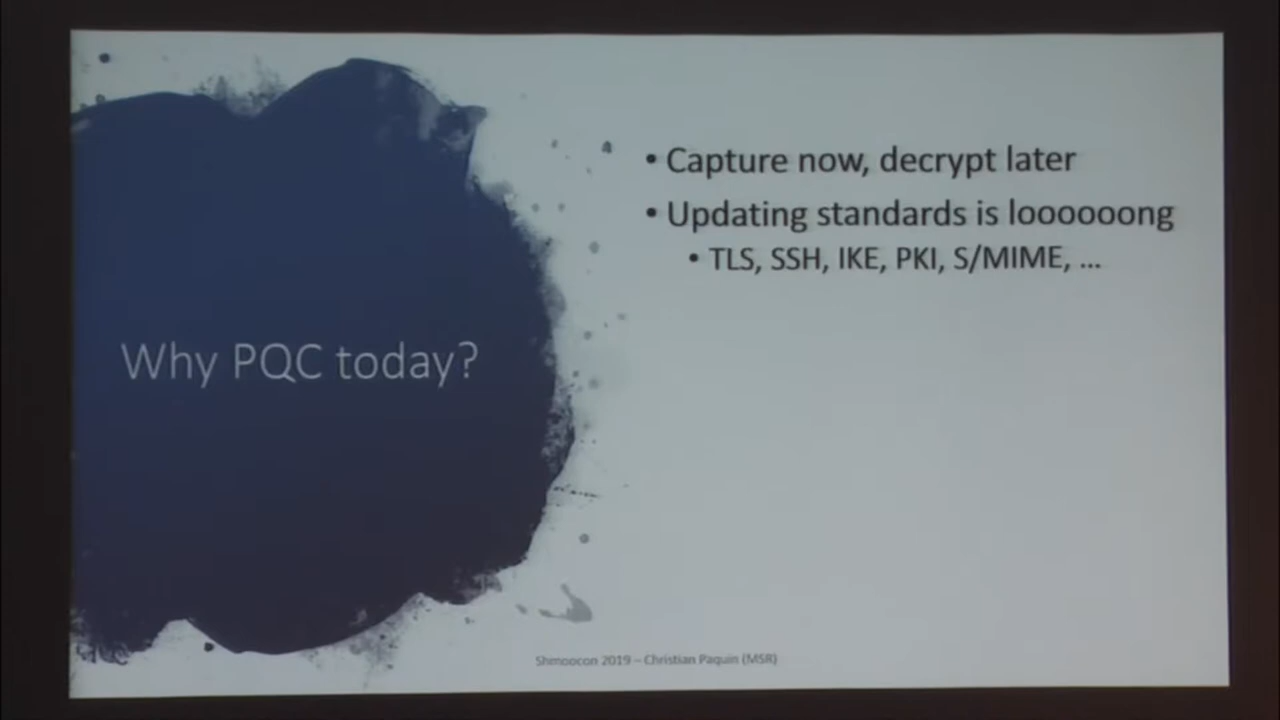 Why PQC today?
• Capture now, decrypt later
• Updating standards is loooooong
• TLS, SSH, IKE, PKI, S/MIME, ...
Shmoocon 2019 – Christian Paquin (MSR)